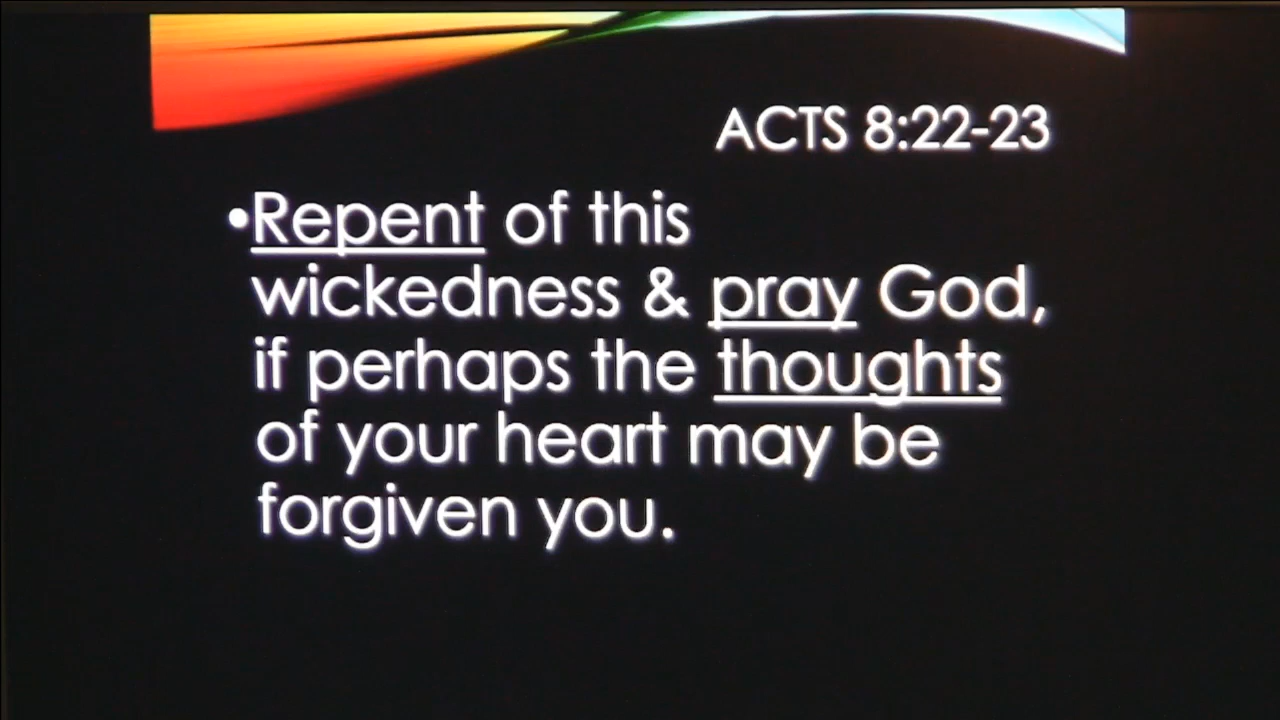 ACTS 8:22-23
•Repent of this
wickedness & pray God,
if perhaps the thoughts
of your heart may be
forgiven you.